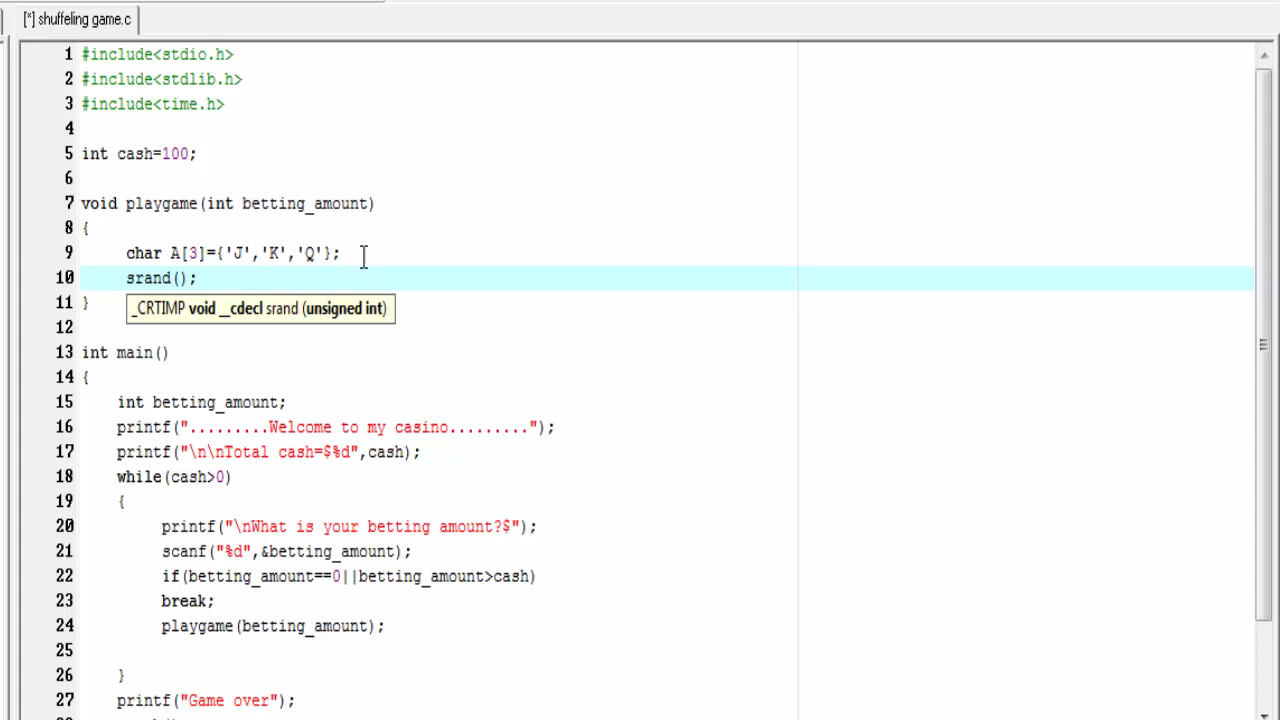 [*] shuffeling game.c
1 #include<stdio.h>
2 #include<stdlib.h>
3 #include<time.h>
4
5 int cash=100;
6
7 void playgame(int betting_amount)
8 {
9 char A[3]={'J','K','Q'};
10 srand();
11 }
_CRTIMP void __cdecl srand (unsigned int)
12
13 int main()
14 {
15 int betting_amount;
16 printf(".........Welcome to my casino.........");
17 printf("\n\nTotal cash=$%d",cash);
18 while(cash>0)
19 {
20 printf("\nWhat is your betting amount?$");
21 scanf("%d",&betting_amount);
22 if(betting_amount==0||betting_amount>cash)
23 break;
24 playgame(betting_amount);
25
26 }
27 printf("Game over");